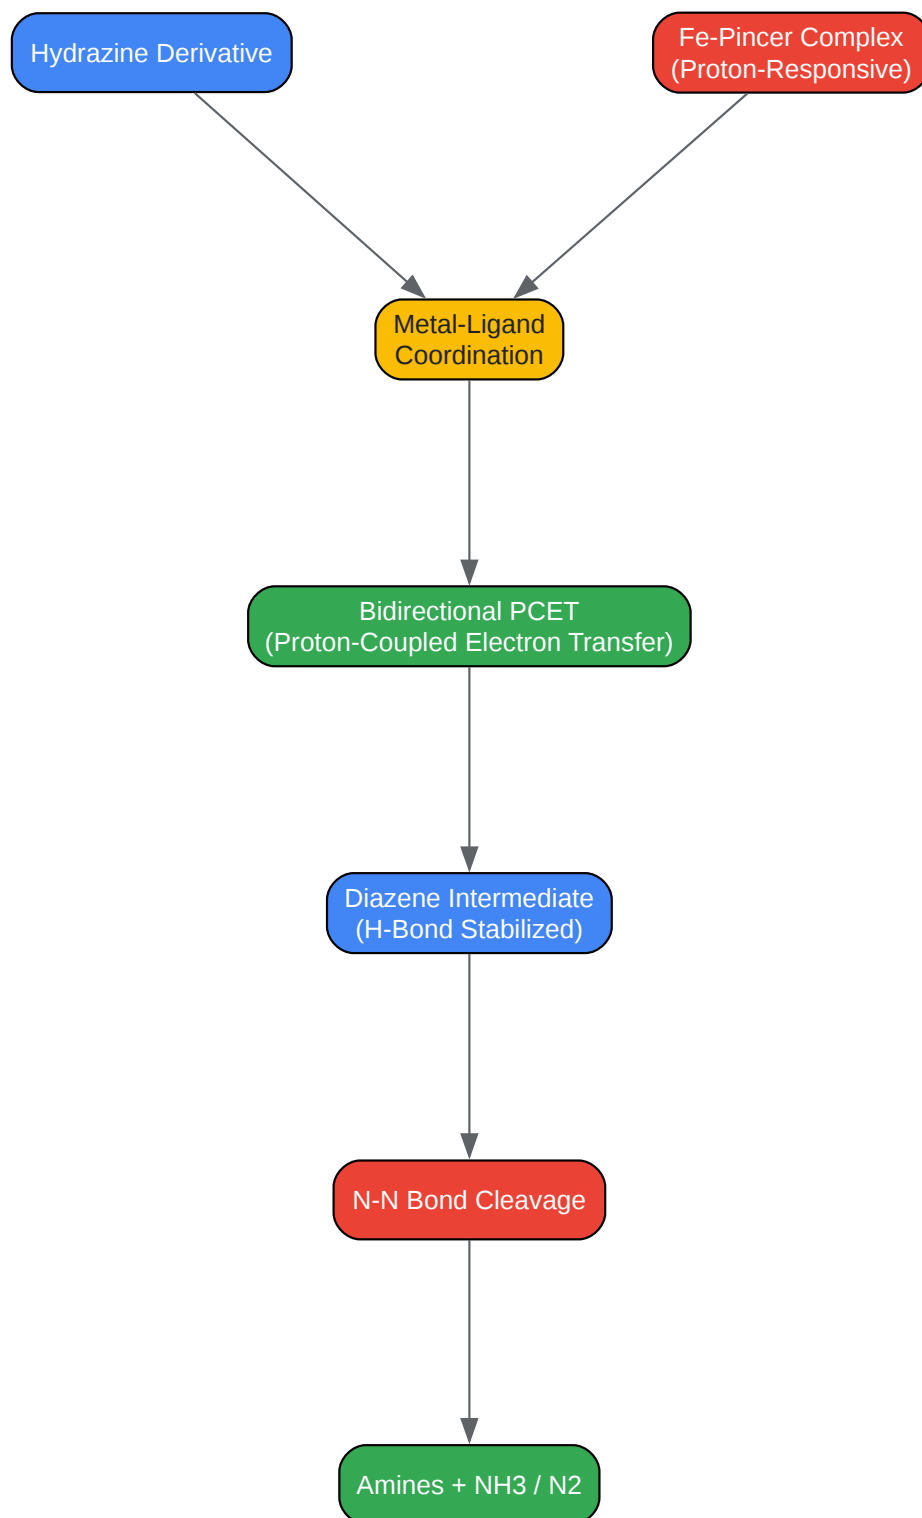 Hydrazine Derivative
Fe-Pincer Complex
(Proton-Responsive)
Metal-Ligand
Coordination
Bidirectional PCET
(Proton-Coupled Electron Transfer)
Diazene Intermediate
(H-Bond Stabilized)
N-N Bond Cleavage
Amines + NH3 / N2